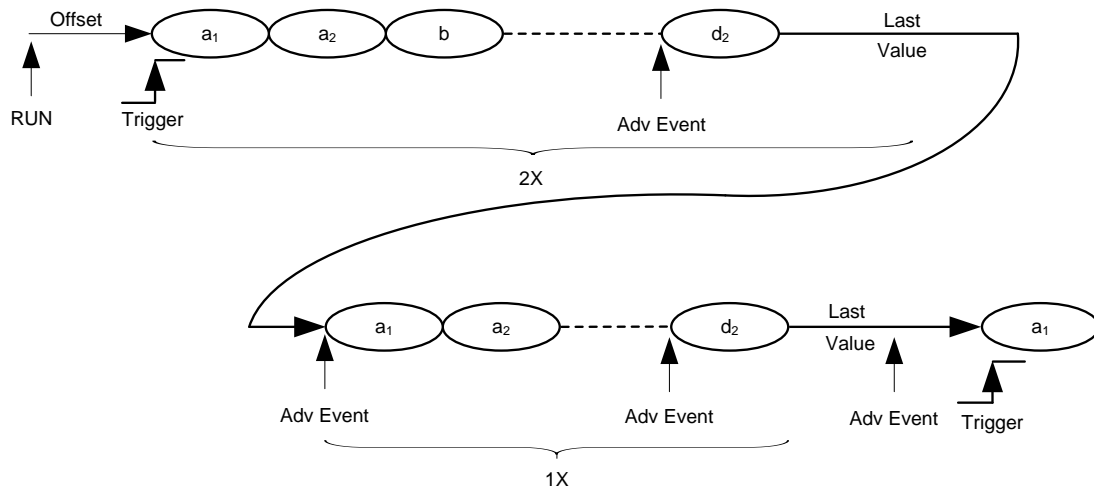 Offset
a1 a2 b d2 Last
Value
RUN Trigger Adv Event
2X
a1 a2 d2 Last
Value a1
Adv Event Adv Event Adv Event Trigger
1X